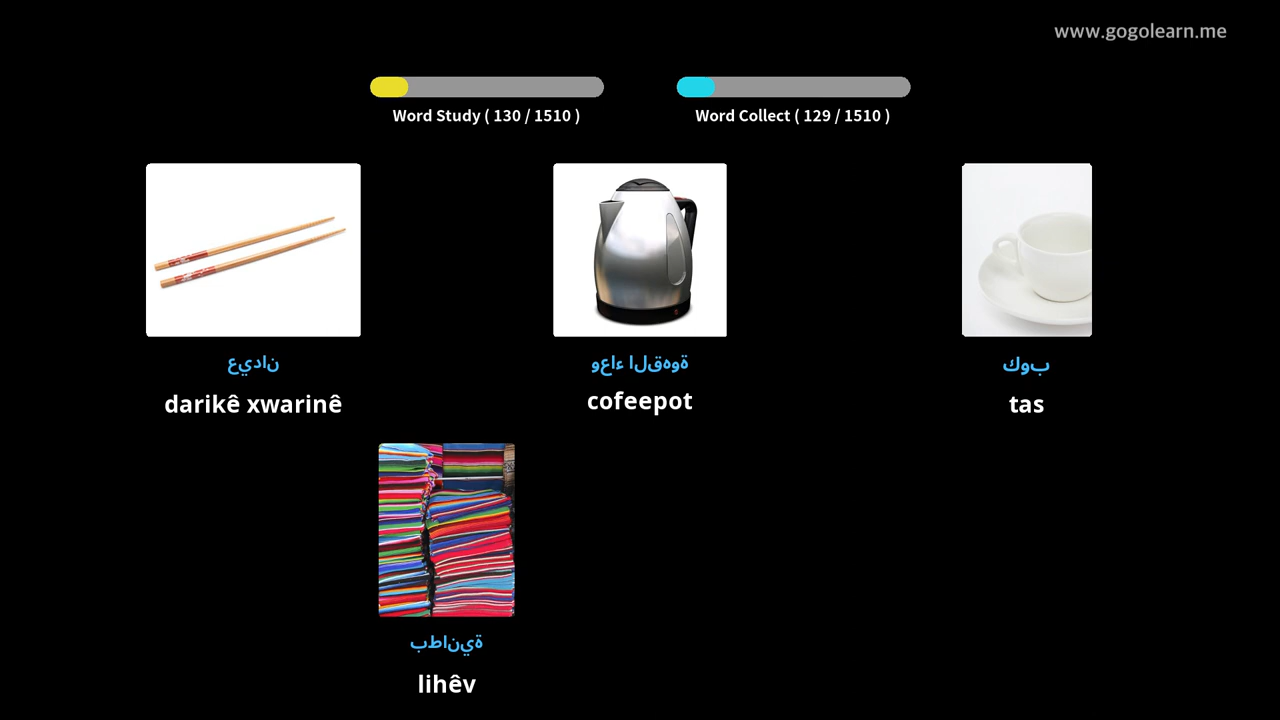 www.gogolearn.me
Word Study ( 130 / 1510 )
Word Collect ( 129 / 1510 )
عيدان
darikê xwarinê
وعاء القهوة
cofeepot
كوب
tas
بطانية
lihêv